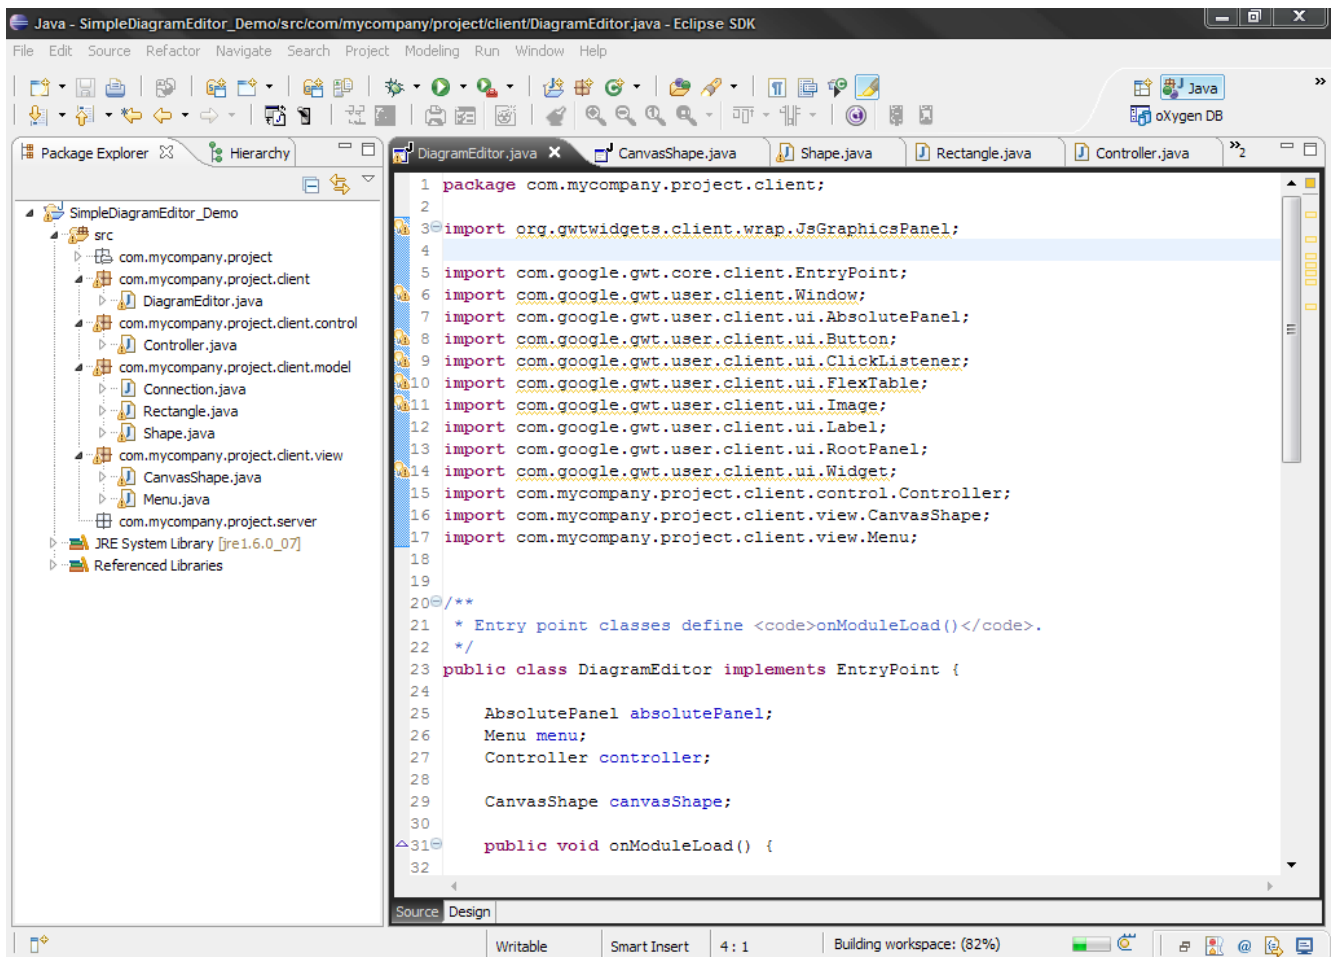 Java - SimpleDiagramEditor_Demo/src/com/mycompany/project/client/DiagramEditor.java - Eclipse SDK
File Edit Source Refactor Navigate Search Project Modeling Run Window Help
Java
oXygen DB
Package Explorer Hierarchy
DiagramEditor.java CanvasShape.java Shape.java Rectangle.java Controller.java »2
SimpleDiagramEditor_Demo
src
com.mycompany.project
com.mycompany.project.client
DiagramEditor.java
com.mycompany.project.client.control
Controller.java
com.mycompany.project.client.model
Connection.java
Rectangle.java
Shape.java
com.mycompany.project.client.view
CanvasShape.java
Menu.java
com.mycompany.project.server
JRE System Library [jre1.6.0_07]
Referenced Libraries
1 package com.mycompany.project.client;
2
3 import org.gwtwidgets.client.wrap.JsGraphicsPanel;
4
5 import com.google.gwt.core.client.EntryPoint;
6 import com.google.gwt.user.client.Window;
7 import com.google.gwt.user.client.ui.AbsolutePanel;
8 import com.google.gwt.user.client.ui.Button;
9 import com.google.gwt.user.client.ui.ClickListener;
10 import com.google.gwt.user.client.ui.FlexTable;
11 import com.google.gwt.user.client.ui.Image;
12 import com.google.gwt.user.client.ui.Label;
13 import com.google.gwt.user.client.ui.RootPanel;
14 import com.google.gwt.user.client.ui.Widget;
15 import com.mycompany.project.client.control.Controller;
16 import com.mycompany.project.client.view.CanvasShape;
17 import com.mycompany.project.client.view.Menu;
18
19
20 /**
21 * Entry point classes define <code>onModuleLoad()</code>.
22 */
23 public class DiagramEditor implements EntryPoint {
24
25 AbsolutePanel absolutePanel;
26 Menu menu;
27 Controller controller;
28
29 CanvasShape canvasShape;
30
31 public void onModuleLoad() {
32
Source Design
Writable Smart Insert 4 : 1 Building workspace: (82%)